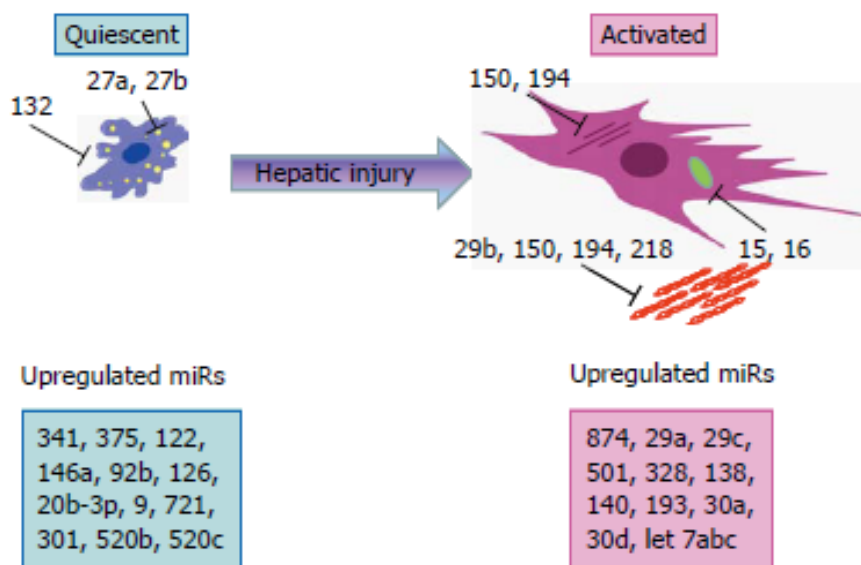 Quiescent
Activated
27a, 27b
150, 194
132
Hepatic injury
29b, 150, 194, 218
15, 16
Upregulated miRs
Upregulated miRs
341, 375, 122,
146a, 92b, 126,
20b-3p, 9, 721,
301, 520b, 520c
874, 29a, 29c,
501, 328, 138,
140, 193, 30a,
30d, let 7abc